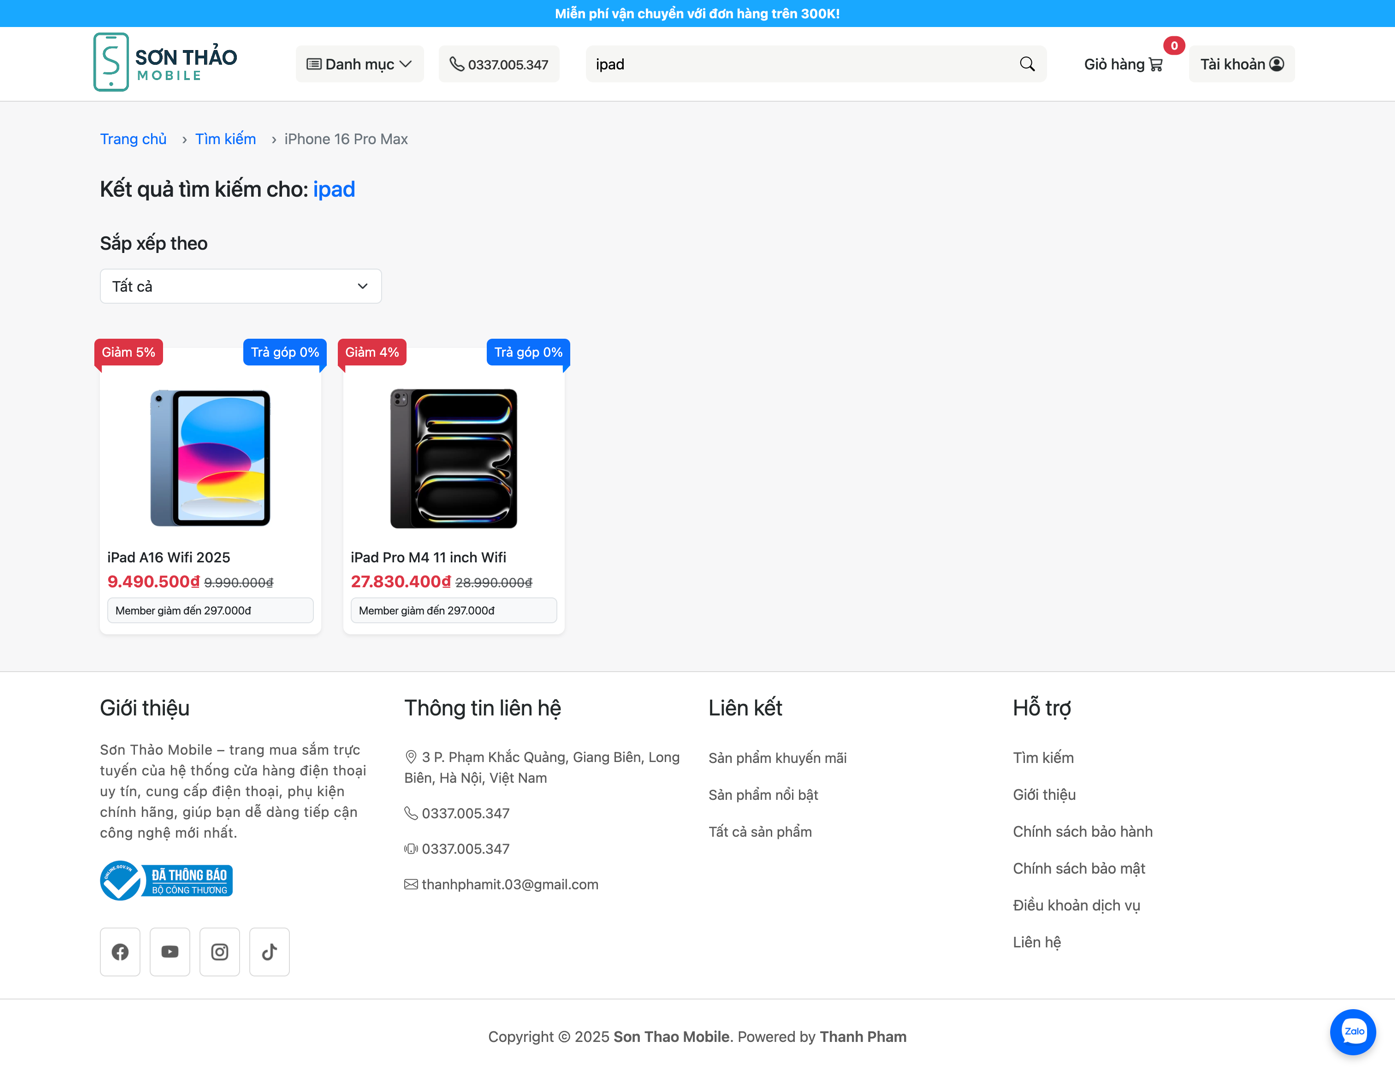 Miễn phí vận chuyển với đơn hàng trên 300K!
SƠN THẢO
MOBILE
Danh mục
0337.005.347
ipad
Giỏ hàng
0
Tài khoản
Trang chủ › Tìm kiếm › iPhone 16 Pro Max
Kết quả tìm kiếm cho: ipad
Sắp xếp theo
Tất cả
Giảm 5%
Trả góp 0%
iPad A16 Wifi 2025
9.490.500₫ 9.990.000₫
Member giảm đến 297.000đ
Giảm 4%
Trả góp 0%
iPad Pro M4 11 inch Wifi
27.830.400₫ 28.990.000₫
Member giảm đến 297.000đ
Giới thiệu
Sơn Thảo Mobile – trang mua sắm trực
tuyến của hệ thống cửa hàng điện thoại
uy tín, cung cấp điện thoại, phụ kiện
chính hãng, giúp bạn dễ dàng tiếp cận
công nghệ mới nhất.
ONLINE.GOV.VN
ĐÃ THÔNG BÁO
BỘ CÔNG THƯƠNG
Thông tin liên hệ
3 P. Phạm Khắc Quảng, Giang Biên, Long
Biên, Hà Nội, Việt Nam
0337.005.347
0337.005.347
thanhphamit.03@gmail.com
Liên kết
Sản phẩm khuyến mãi
Sản phẩm nổi bật
Tất cả sản phẩm
Hỗ trợ
Tìm kiếm
Giới thiệu
Chính sách bảo hành
Chính sách bảo mật
Điều khoản dịch vụ
Liên hệ
Copyright © 2025 Son Thao Mobile. Powered by Thanh Pham
Zalo